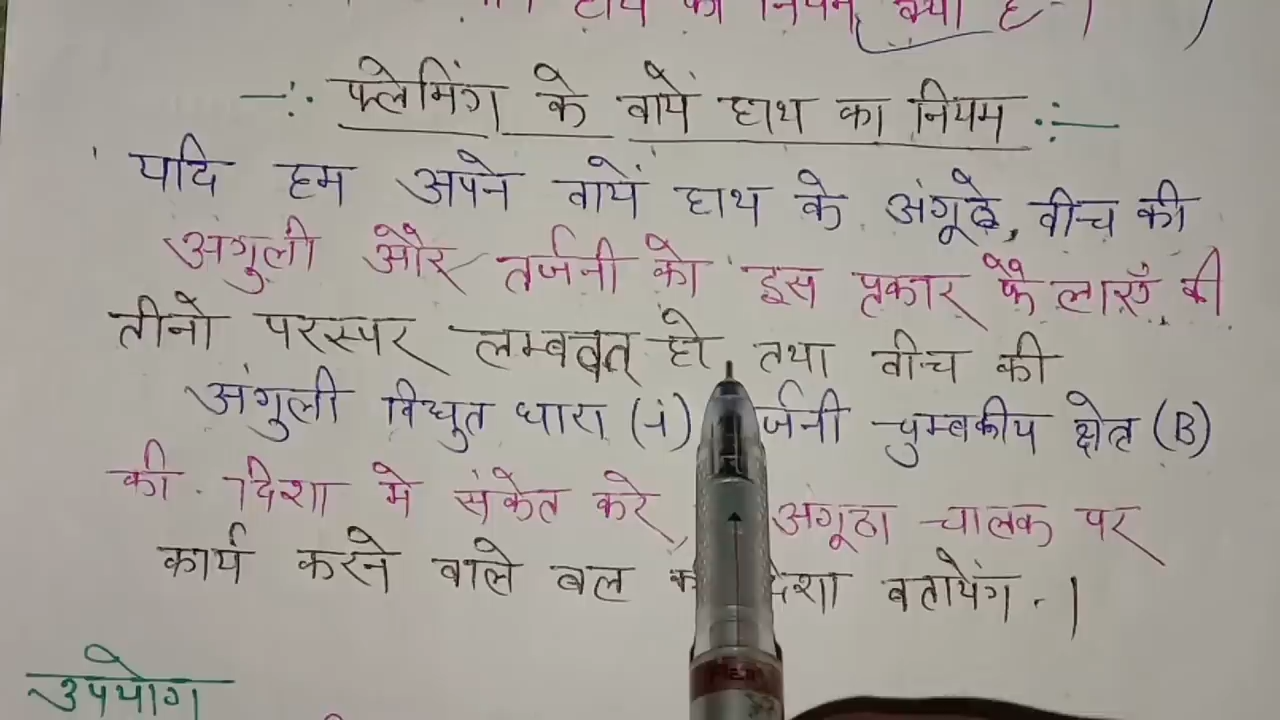 हाथ का नियम क्या है-।
-:. फ्लेमिंग के वायें हाथ का नियम .:-
यदि हम अपने वायें हाथ के अंगूठे, वीच की
अंगुली और तर्जनी को इस प्रकार फैलाएँ की
तीनो परस्पर लम्बवत् हो, तथा वीच की
अंगुली विधुत धारा (i) र्जनी चुम्बकीय क्षेत्र (B)
की दिशा मे संकेत करे, अंगूठा चालक पर
कार्य करने वाले बल दिशा बतायेंग.।
उपयोग